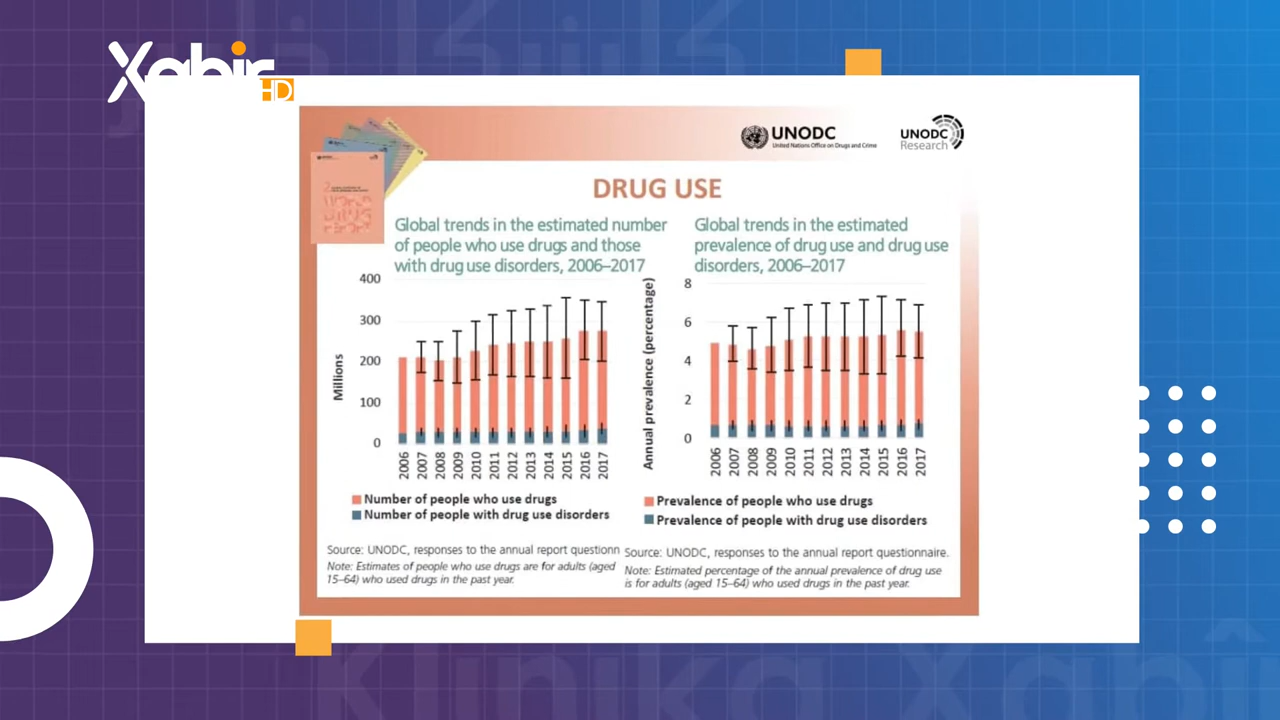 Xabir
HD
UNODC
United Nations Office on Drugs and Crime
UNODC
Research
DRUG USE
Global trends in the estimated number
of people who use drugs and those
with drug use disorders, 2006–2017
400
300
200
100
0
Millions
2006
2007
2008
2009
2010
2011
2012
2013
2014
2015
2016
2017
Number of people who use drugs
Number of people with drug use disorders
Source: UNODC, responses to the annual report questionn
Note: Estimates of people who use drugs are for adults (aged
15–64) who used drugs in the past year.
Global trends in the estimated
prevalence of drug use and drug use
disorders, 2006–2017
Annual prevalence (percentage)
8
6
4
2
0
2006
2007
2008
2009
2010
2011
2012
2013
2014
2015
2016
2017
Prevalence of people who use drugs
Prevalence of people with drug use disorders
Source: UNODC, responses to the annual report questionnaire.
Note: Estimated percentage of the annual prevalence of drug use
is for adults (aged 15–64) who used drugs in the past year.
Klinika Xabî